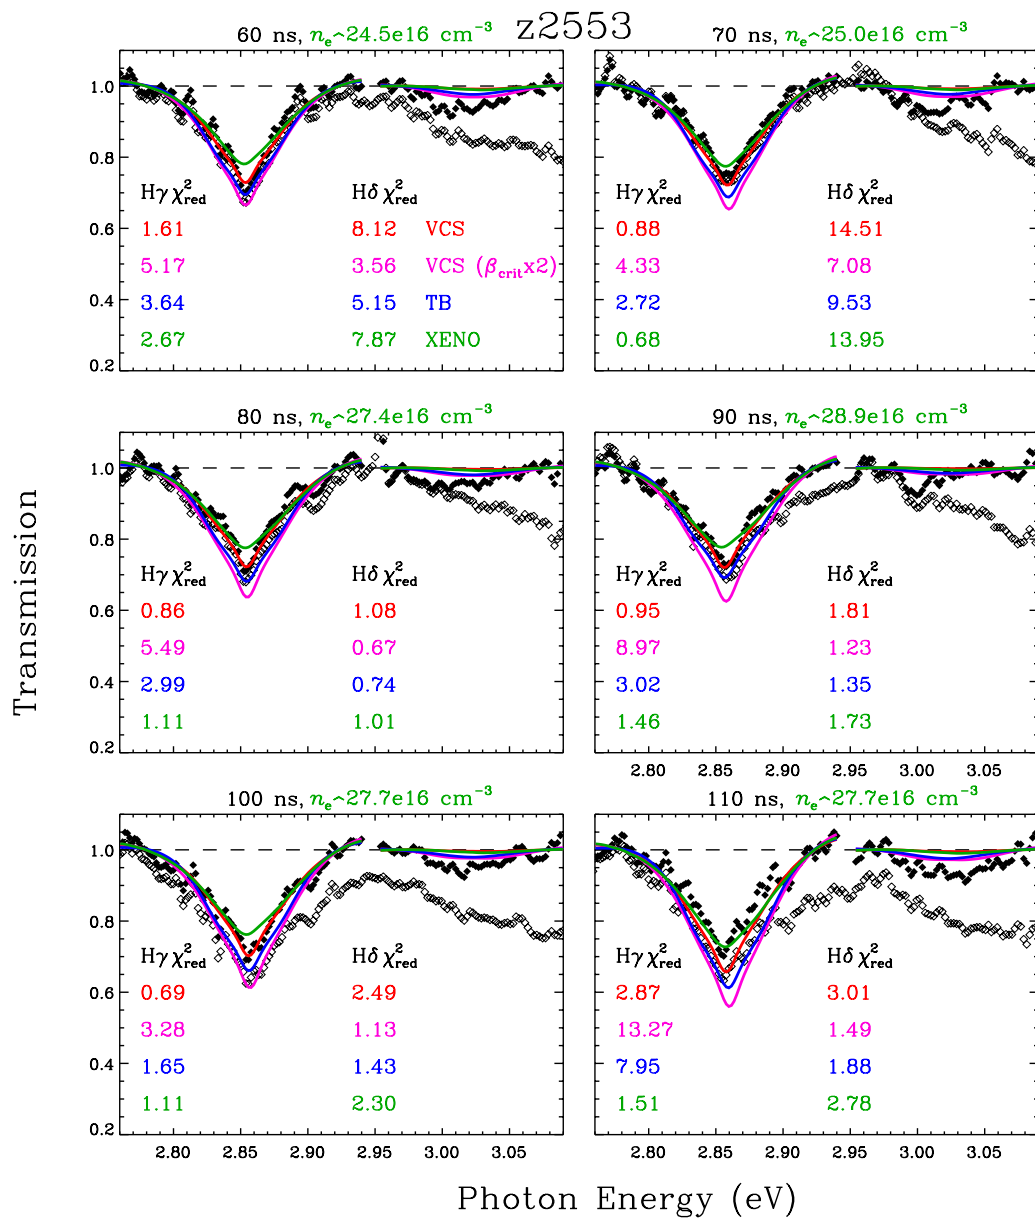 z2553
60 ns, nₑ~24.5e16 cm⁻³
70 ns, nₑ~25.0e16 cm⁻³
1.0
0.8
0.6
0.4
0.2
Hγ χ²red Hδ χ²red
1.61 8.12 VCS
5.17 3.56 VCS (βcritx2)
3.64 5.15 TB
2.67 7.87 XENO
Hγ χ²red Hδ χ²red
0.88 14.51
4.33 7.08
2.72 9.53
0.68 13.95
80 ns, nₑ~27.4e16 cm⁻³
90 ns, nₑ~28.9e16 cm⁻³
1.0
0.8
0.6
0.4
0.2
Hγ χ²red Hδ χ²red
0.86 1.08
5.49 0.67
2.99 0.74
1.11 1.01
Hγ χ²red Hδ χ²red
0.95 1.81
8.97 1.23
3.02 1.35
1.46 1.73
2.80 2.85 2.90 2.95 3.00 3.05
100 ns, nₑ~27.7e16 cm⁻³
110 ns, nₑ~27.7e16 cm⁻³
1.0
0.8
0.6
0.4
0.2
Hγ χ²red Hδ χ²red
0.69 2.49
3.28 1.13
1.65 1.43
1.11 2.30
Hγ χ²red Hδ χ²red
2.87 3.01
13.27 1.49
7.95 1.88
1.51 2.78
2.80 2.85 2.90 2.95 3.00 3.05
2.80 2.85 2.90 2.95 3.00 3.05
Transmission
Photon Energy (eV)